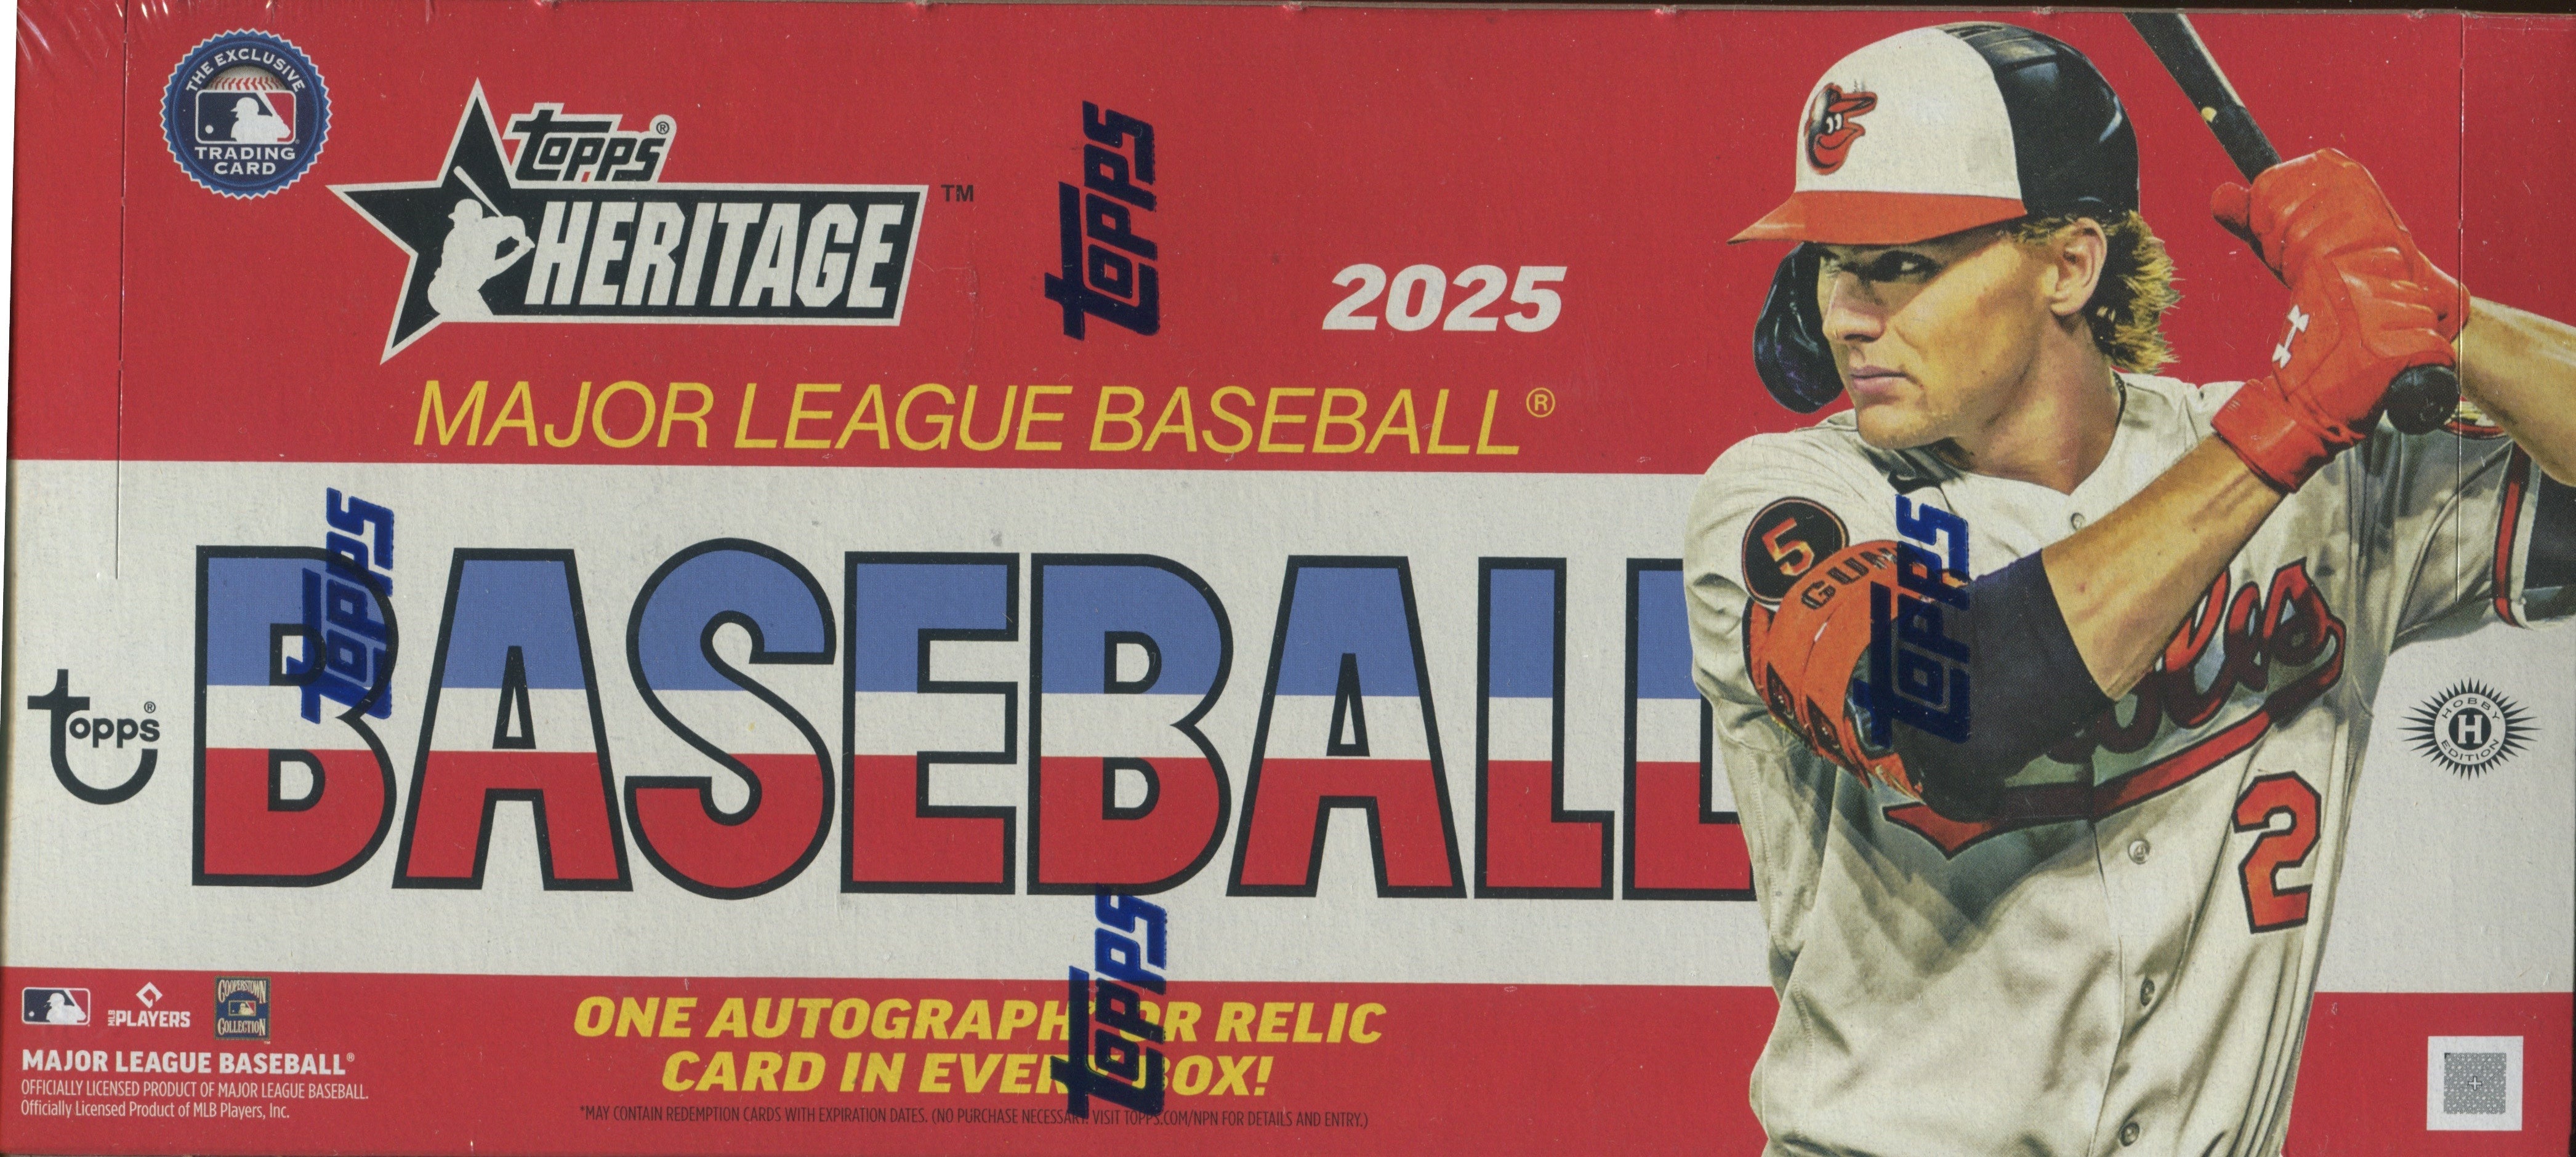 THE EXCLUSIVE
TRADING
CARD
topps®
HERITAGE™
topps
2025
MAJOR LEAGUE BASEBALL®
topps
topps
BASEBALL
topps®
5
GUN
Orioles
2
HOBBY
H
EDITION
topps
ONE AUTOGRAPH OR RELIC
CARD IN EVERY BOX!
*MAY CONTAIN REDEMPTION CARDS WITH EXPIRATION DATES. (NO PURCHASE NECESSARY. VISIT TOPPS.COM/NPN FOR DETAILS AND ENTRY.)
MLB PLAYERS
COOPERSTOWN
COLLECTION
MAJOR LEAGUE BASEBALL®
OFFICIALLY LICENSED PRODUCT OF MAJOR LEAGUE BASEBALL.
Officially Licensed Product of MLB Players, Inc.